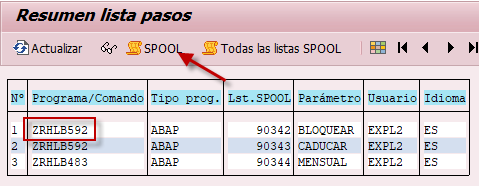 Resumen lista pasos
Actualizar SPOOL Todas las listas SPOOL
Nº Programa/Comando Tipo prog. Lst.SPOOL Parámetro Usuario Idioma
1 ZRHLB592 ABAP 90342 BLOQUEAR EXPL2 ES
2 ZRHLB592 ABAP 90343 CADUCAR EXPL2 ES
3 ZRHLB483 ABAP 90344 MENSUAL EXPL2 ES